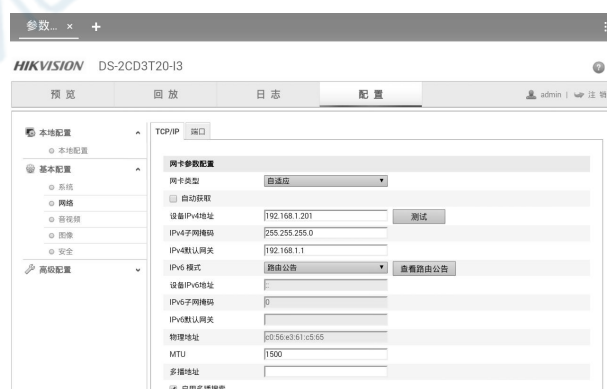 参数... × +
HIKVISION DS-2CD3T20-I3
预览 回放 日志 配置 admin | 注销
本地配置
本地配置
基本配置
系统
网络
音视频
图像
安全
高级配置
TCP/IP 端口
网卡参数配置
网卡类型 自适应
自动获取
设备IPv4地址 192.168.1.201 测试
IPv4子网掩码 255.255.255.0
IPv4默认网关 192.168.1.1
IPv6 模式 路由公告 查看路由公告
设备IPv6地址 ::
IPv6子网掩码 0
IPv6默认网关
物理地址 c0:56:e3:61:c5:65
MTU 1500
多播地址
启用多播搜索